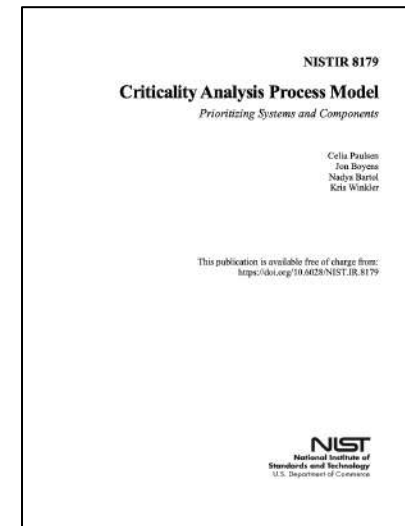 NISTIR 8179
Criticality Analysis Process Model
Prioritizing Systems and Components
Celia Paulsen
Jon Boyens
Nadya Bartol
Kris Winkler
This publication is available free of charge from:
https://doi.org/10.6028/NIST.IR.8179
NIST
National Institute of
Standards and Technology
U.S. Department of Commerce